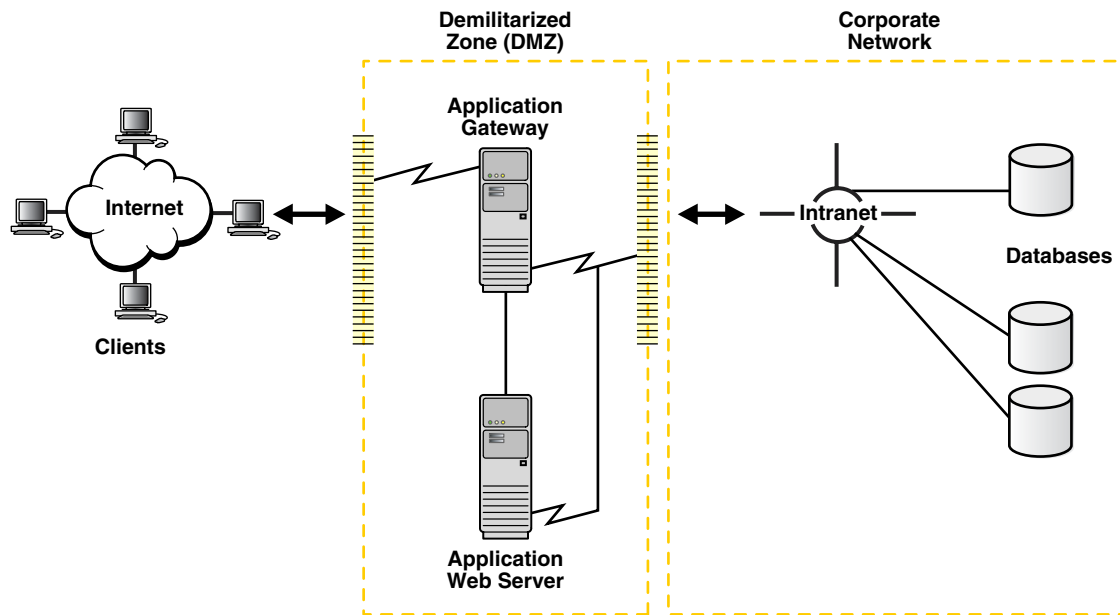 Demilitarized
Zone (DMZ)
Corporate
Network
Application
Gateway
Internet
Intranet
Databases
Clients
Application
Web Server